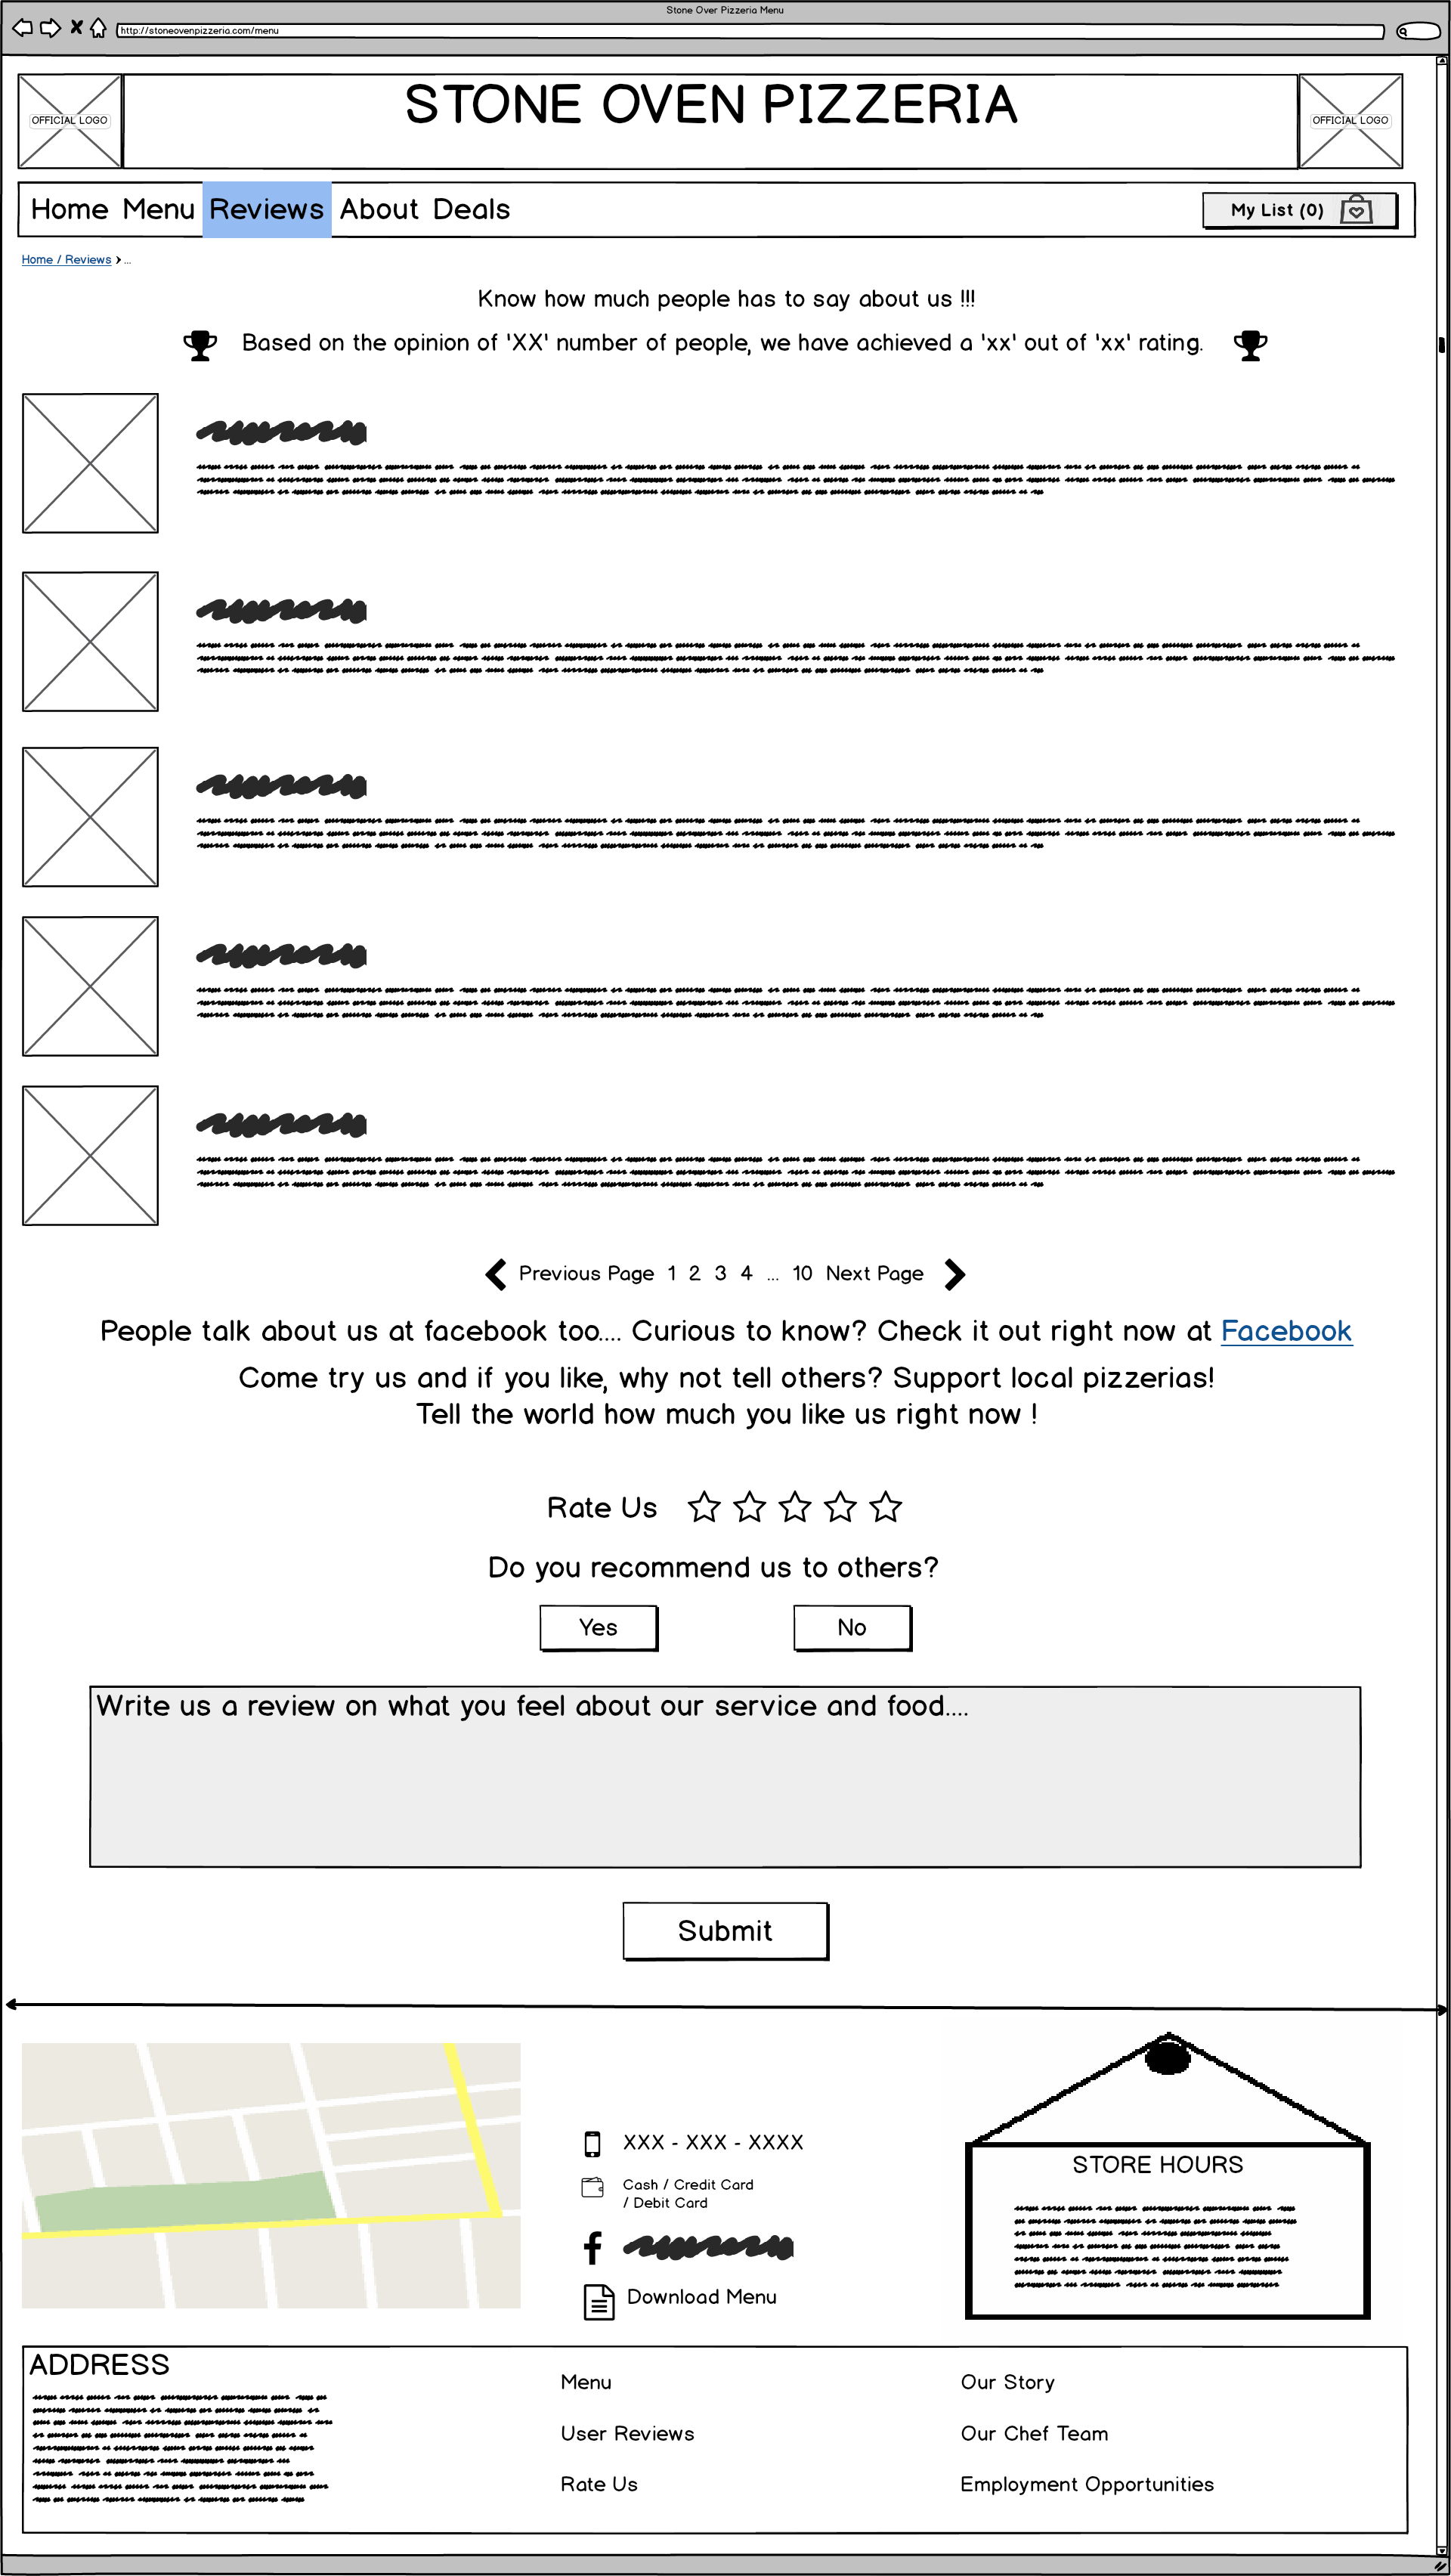 Stone Over Pizzeria Menu
http://stoneovenpizzeria.com/menu
OFFICIAL LOGO
STONE OVEN PIZZERIA
OFFICIAL LOGO
Home Menu Reviews About Deals
My List (0)
Home / Reviews > ...
Know how much people has to say about us !!!
Based on the opinion of 'XX' number of people, we have achieved a 'xx' out of 'xx' rating.
Previous Page 1 2 3 4 ... 10 Next Page
People talk about us at facebook too.... Curious to know? Check it out right now at Facebook
Come try us and if you like, why not tell others? Support local pizzerias!
Tell the world how much you like us right now !
Rate Us
Do you recommend us to others?
Yes No
Write us a review on what you feel about our service and food....
Submit
XXX - XXX - XXXX
Cash / Credit Card
/ Debit Card
f
Download Menu
STORE HOURS
ADDRESS
Menu
User Reviews
Rate Us
Our Story
Our Chef Team
Employment Opportunities